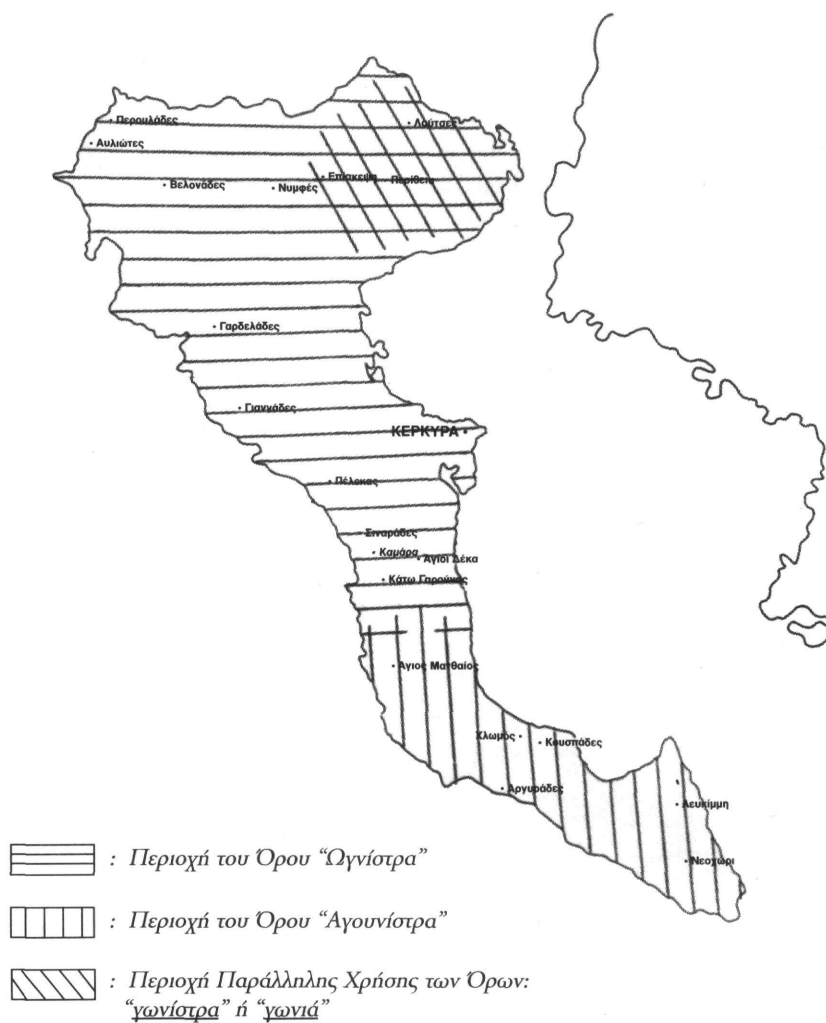 Περουλάδες
Λούτσες
Αυλιώτες
Επίσκεψη
Περίθεια
Βελονάδες
Νυμφές
Γαρδελάδες
Γιαννάδες
ΚΕΡΚΥΡΑ
Πέλεκας
Σιναράδες
Καμάρα
Άγιοι Δέκα
Κάτω Γαρούνας
Άγιος Ματθαίος
Χλωμός
Κουσπάδες
Αργυράδες
Λευκίμμη
Νεοχώρι
: Περιοχή του Όρου “Ωγνίστρα”
: Περιοχή του Όρου “Αγουνίστρα”
: Περιοχή Παράλληλης Χρήσης των Όρων:
“γωνίστρα” ή “γωνιά”